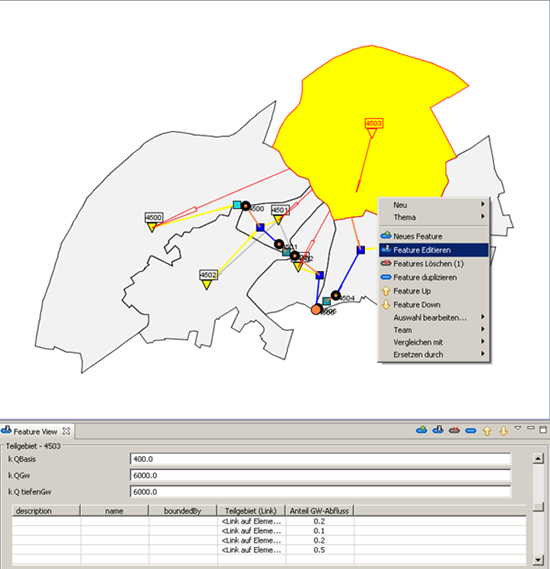 4503
4500
4501
4500
4502
4504
Neu
Thema
Neues Feature
Feature Editieren
Features Löschen (1)
Feature duplizieren
Feature Up
Feature Down
Auswahl bearbeiten...
Team
Vergleichen mit
Ersetzen durch
Feature View
Teilgebiet - 4503
k QBasis 400.0
k QGw 6000.0
k Q tiefenGw 6000.0
description name boundedBy Teilgebiet (Link) Anteil GW-Abfluss
<Link auf Eleme... 0.2
<Link auf Eleme... 0.1
<Link auf Eleme... 0.2
<Link auf Eleme... 0.5